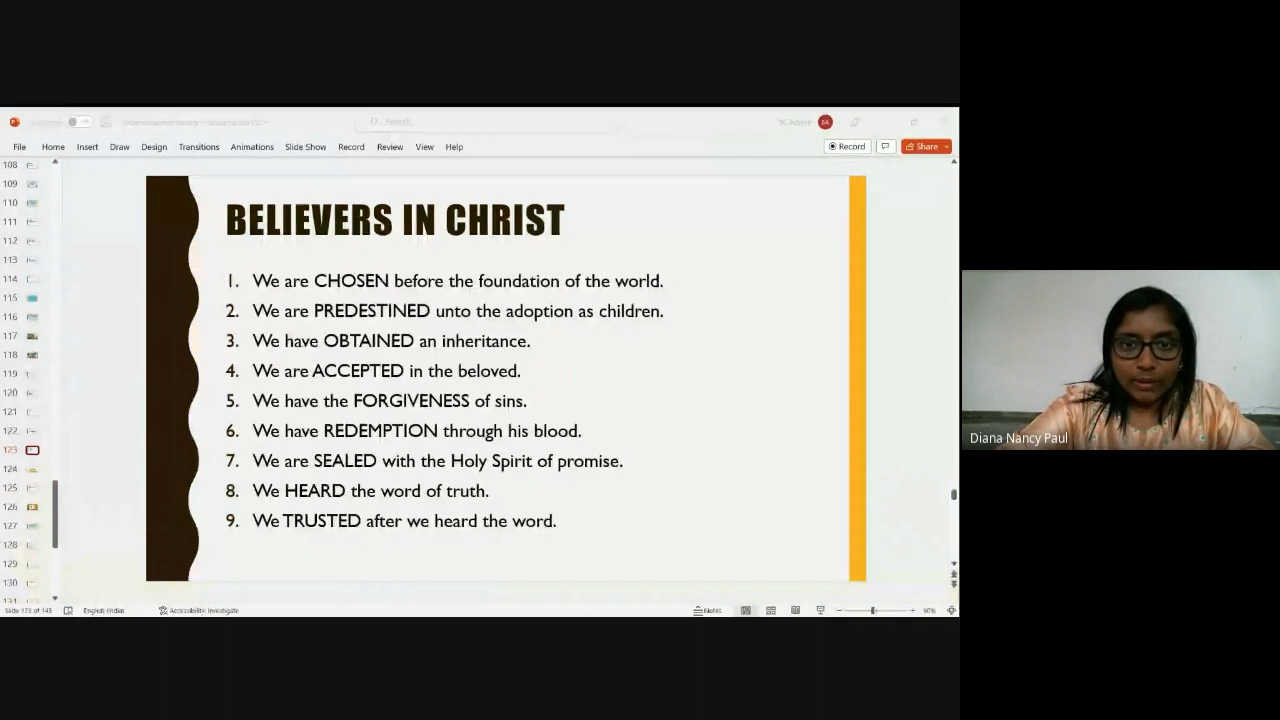 BC Admin BA
File Home Insert Draw Design Transitions Animations Slide Show Record Review View Help Record Share
108
109
110
111
112
113
114
115
116
117
118
119
120
121
122
123
124
125
126
127
128
129
130
131
BELIEVERS IN CHRIST
1. We are CHOSEN before the foundation of the world.
2. We are PREDESTINED unto the adoption as children.
3. We have OBTAINED an inheritance.
4. We are ACCEPTED in the beloved.
5. We have the FORGIVENESS of sins.
6. We have REDEMPTION through his blood.
7. We are SEALED with the Holy Spirit of promise.
8. We HEARD the word of truth.
9. We TRUSTED after we heard the word.
Diana Nancy Paul
Slide 123 of 145 English (India) Accessibility: Investigate Notes 90%